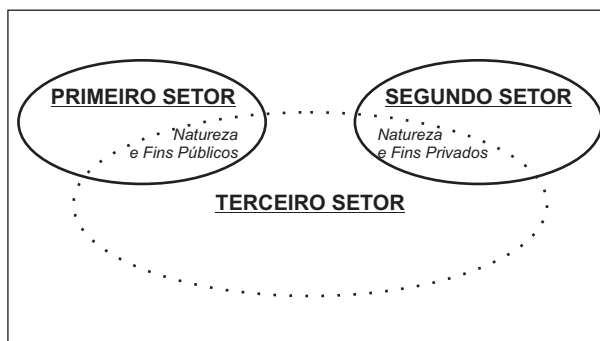 PRIMEIRO SETOR
Natureza
e Fins Públicos
SEGUNDO SETOR
Natureza
e Fins Privados
TERCEIRO SETOR